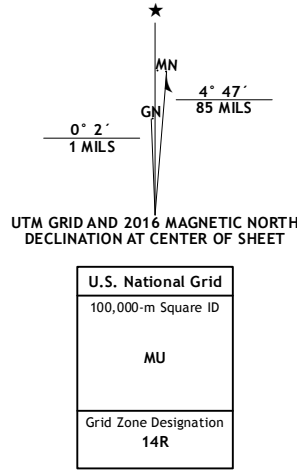 ★
MN
GN
4° 47´
85 MILS
0° 2´
1 MILS
UTM GRID AND 2016 MAGNETIC NORTH
DECLINATION AT CENTER OF SHEET
U.S. National Grid
100,000-m Square ID
MU
Grid Zone Designation
14R